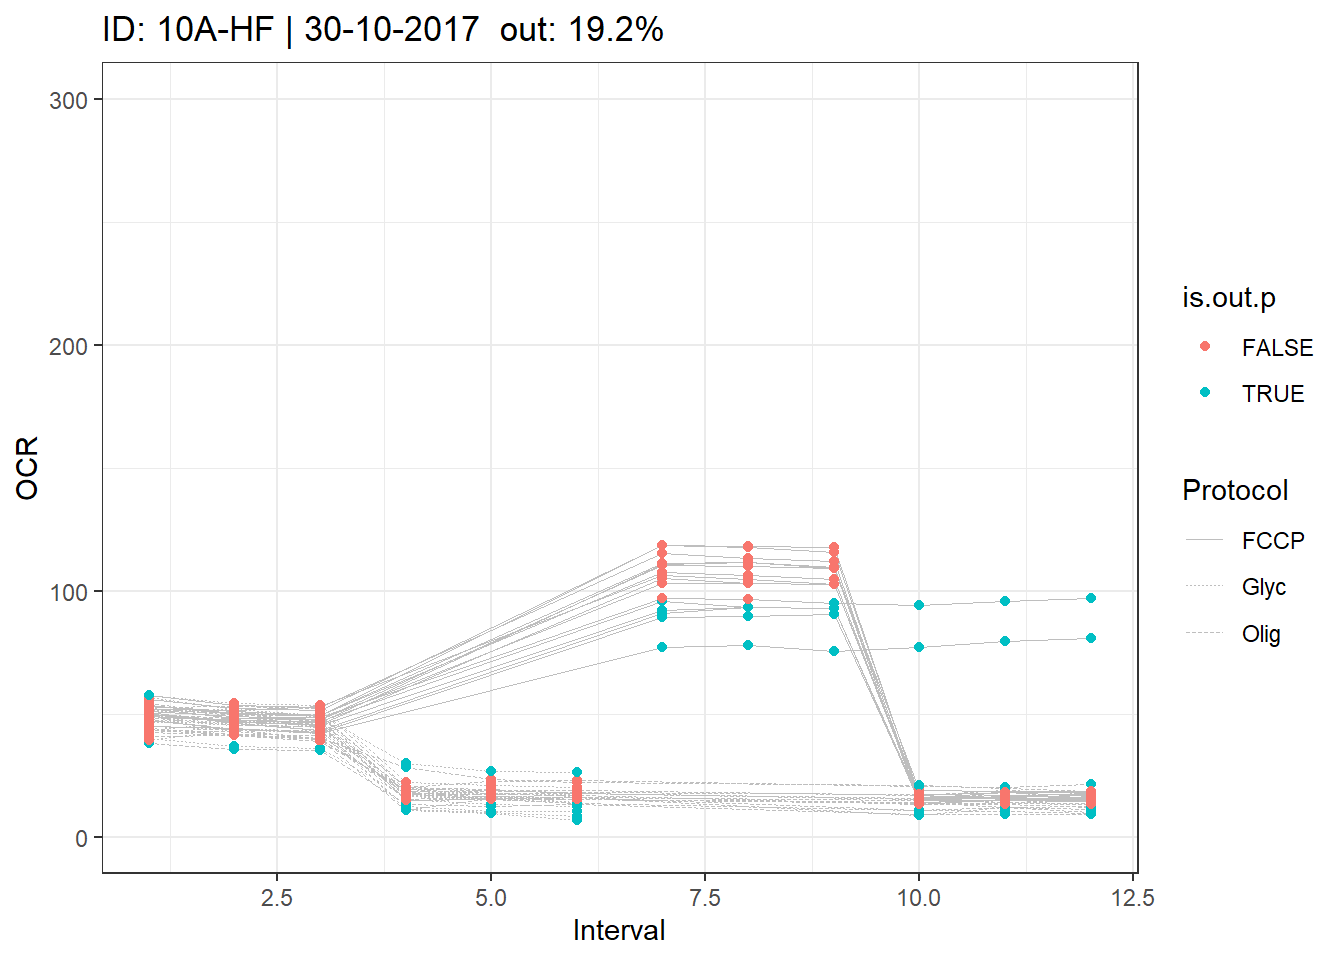 ID: 10A-HF | 30-10-2017  out: 19.2%
300
200
100
0
OCR
2.5 5.0 7.5 10.0 12.5
Interval
is.out.p
FALSE
TRUE
Protocol
FCCP
Glyc
Olig